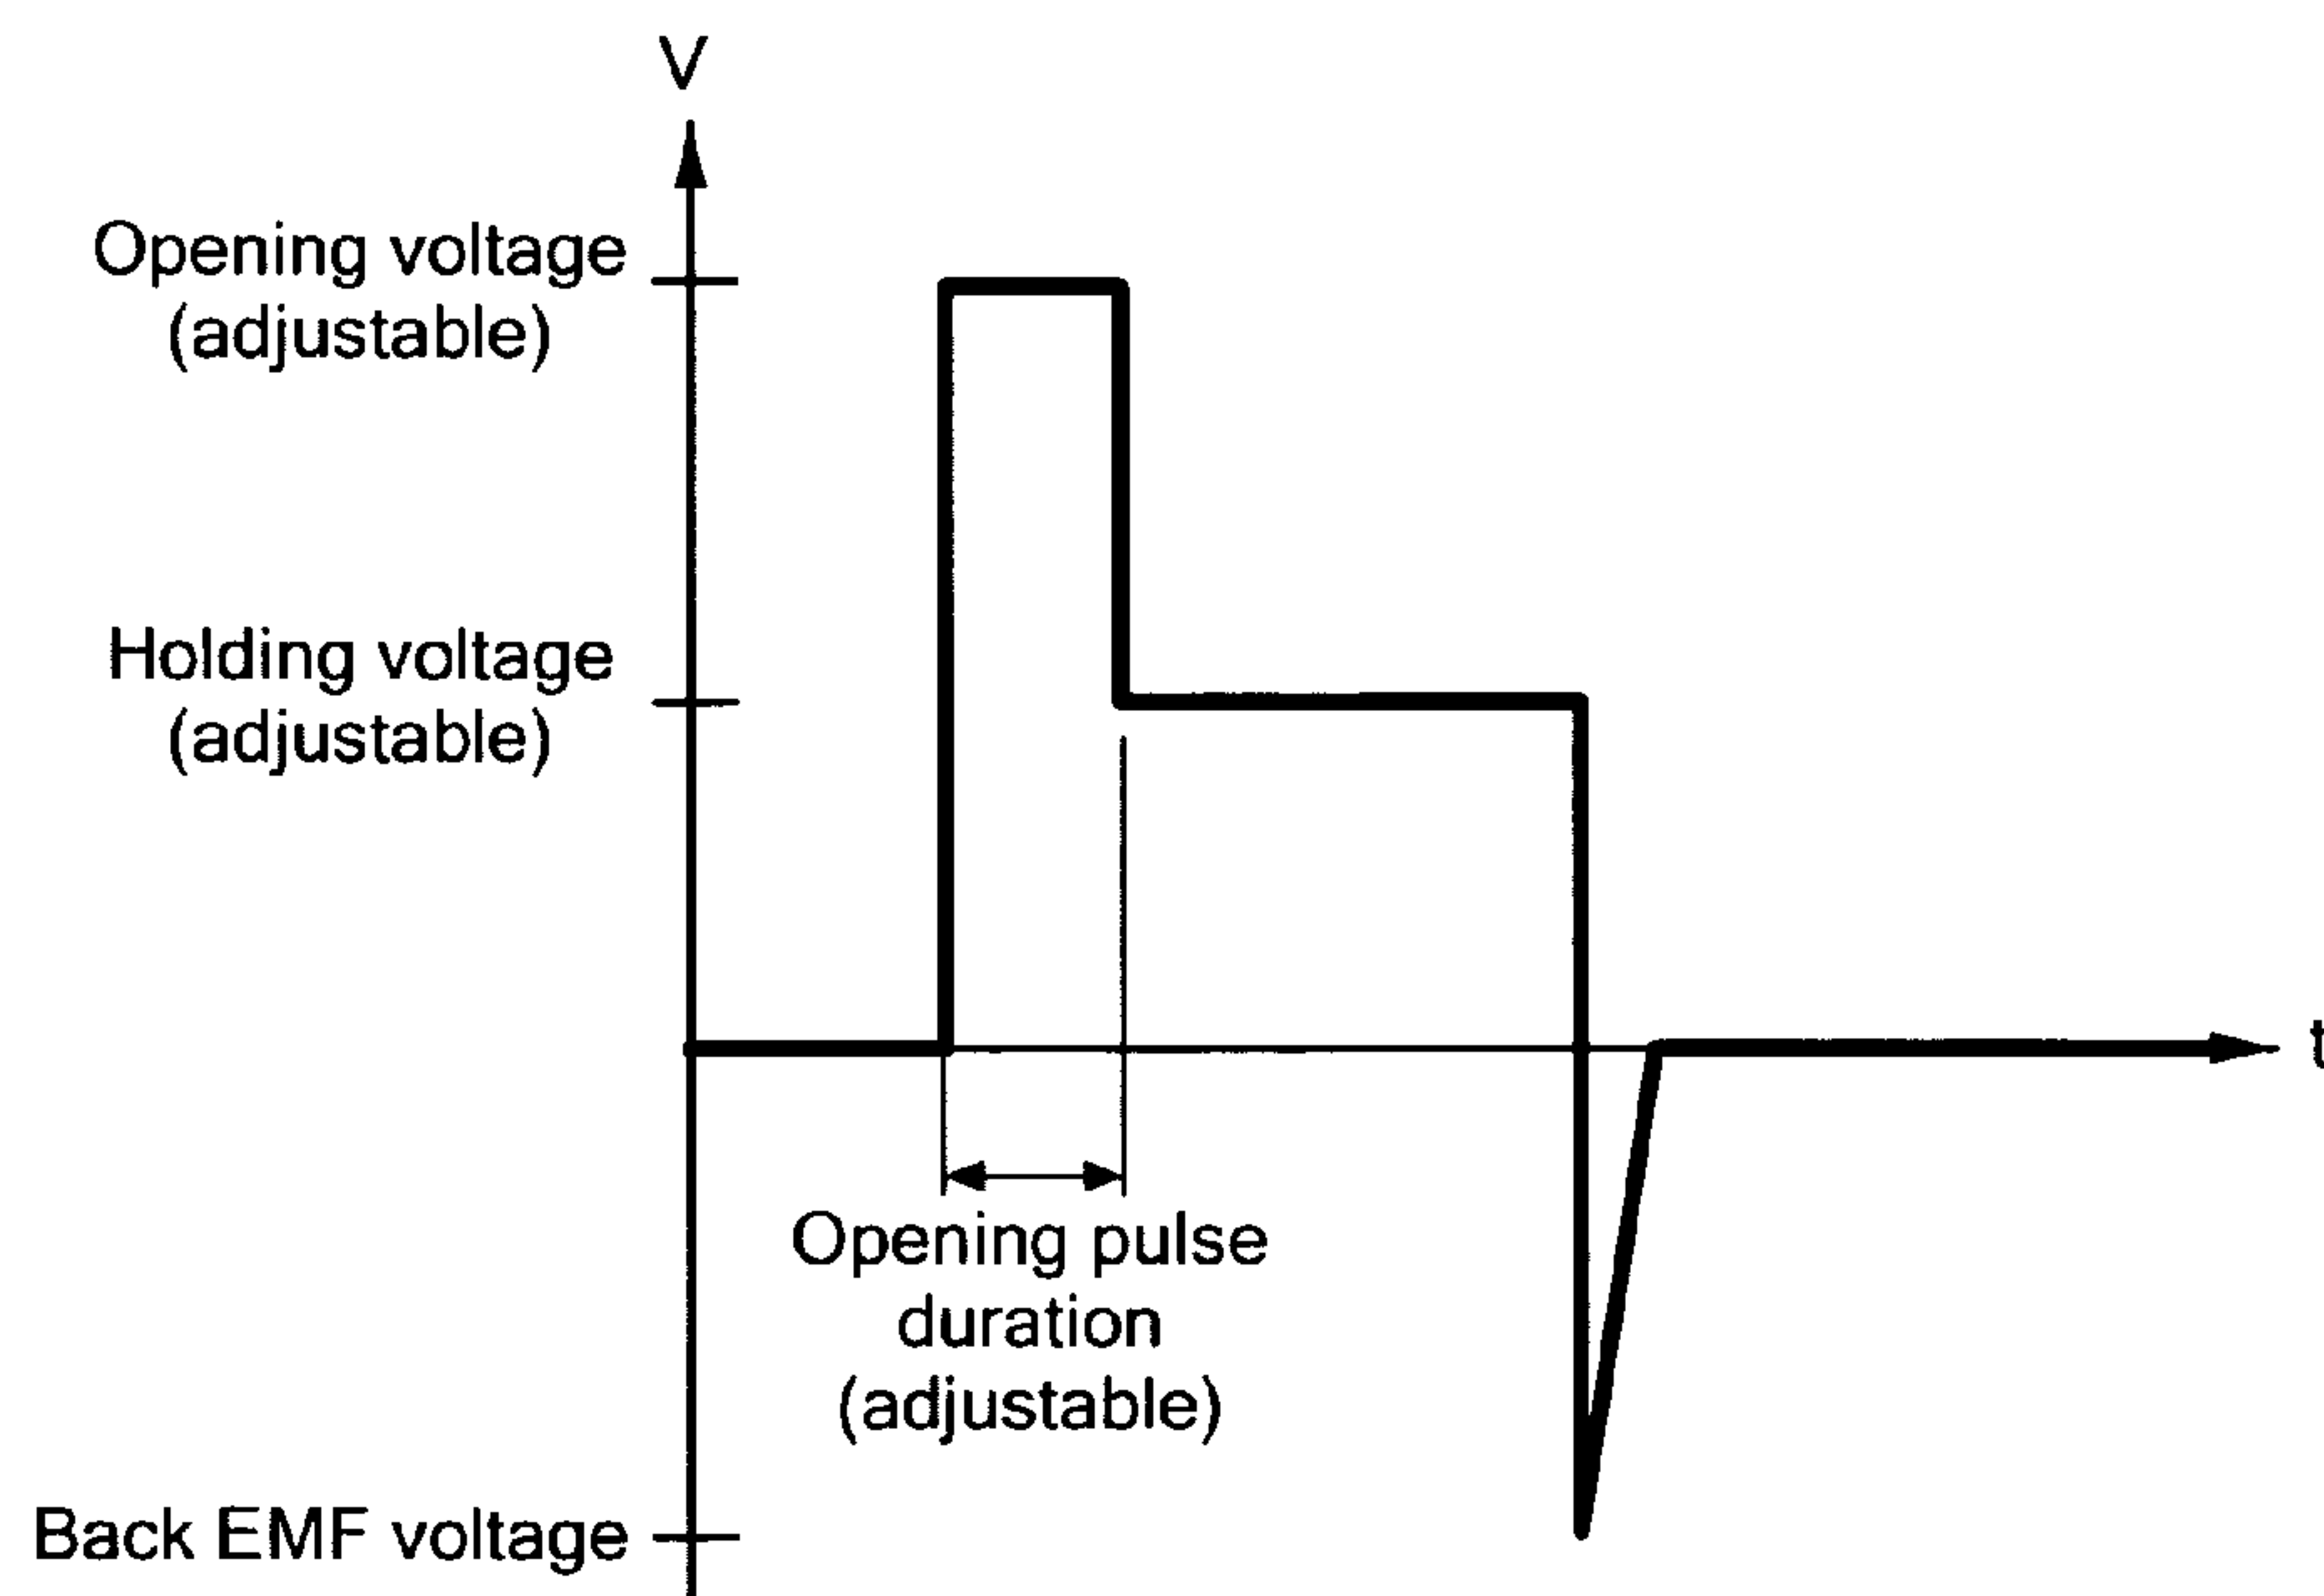 V
Opening voltage
(adjustable)
Holding voltage
(adjustable)
t
Opening pulse
duration
(adjustable)
Back EMF voltage